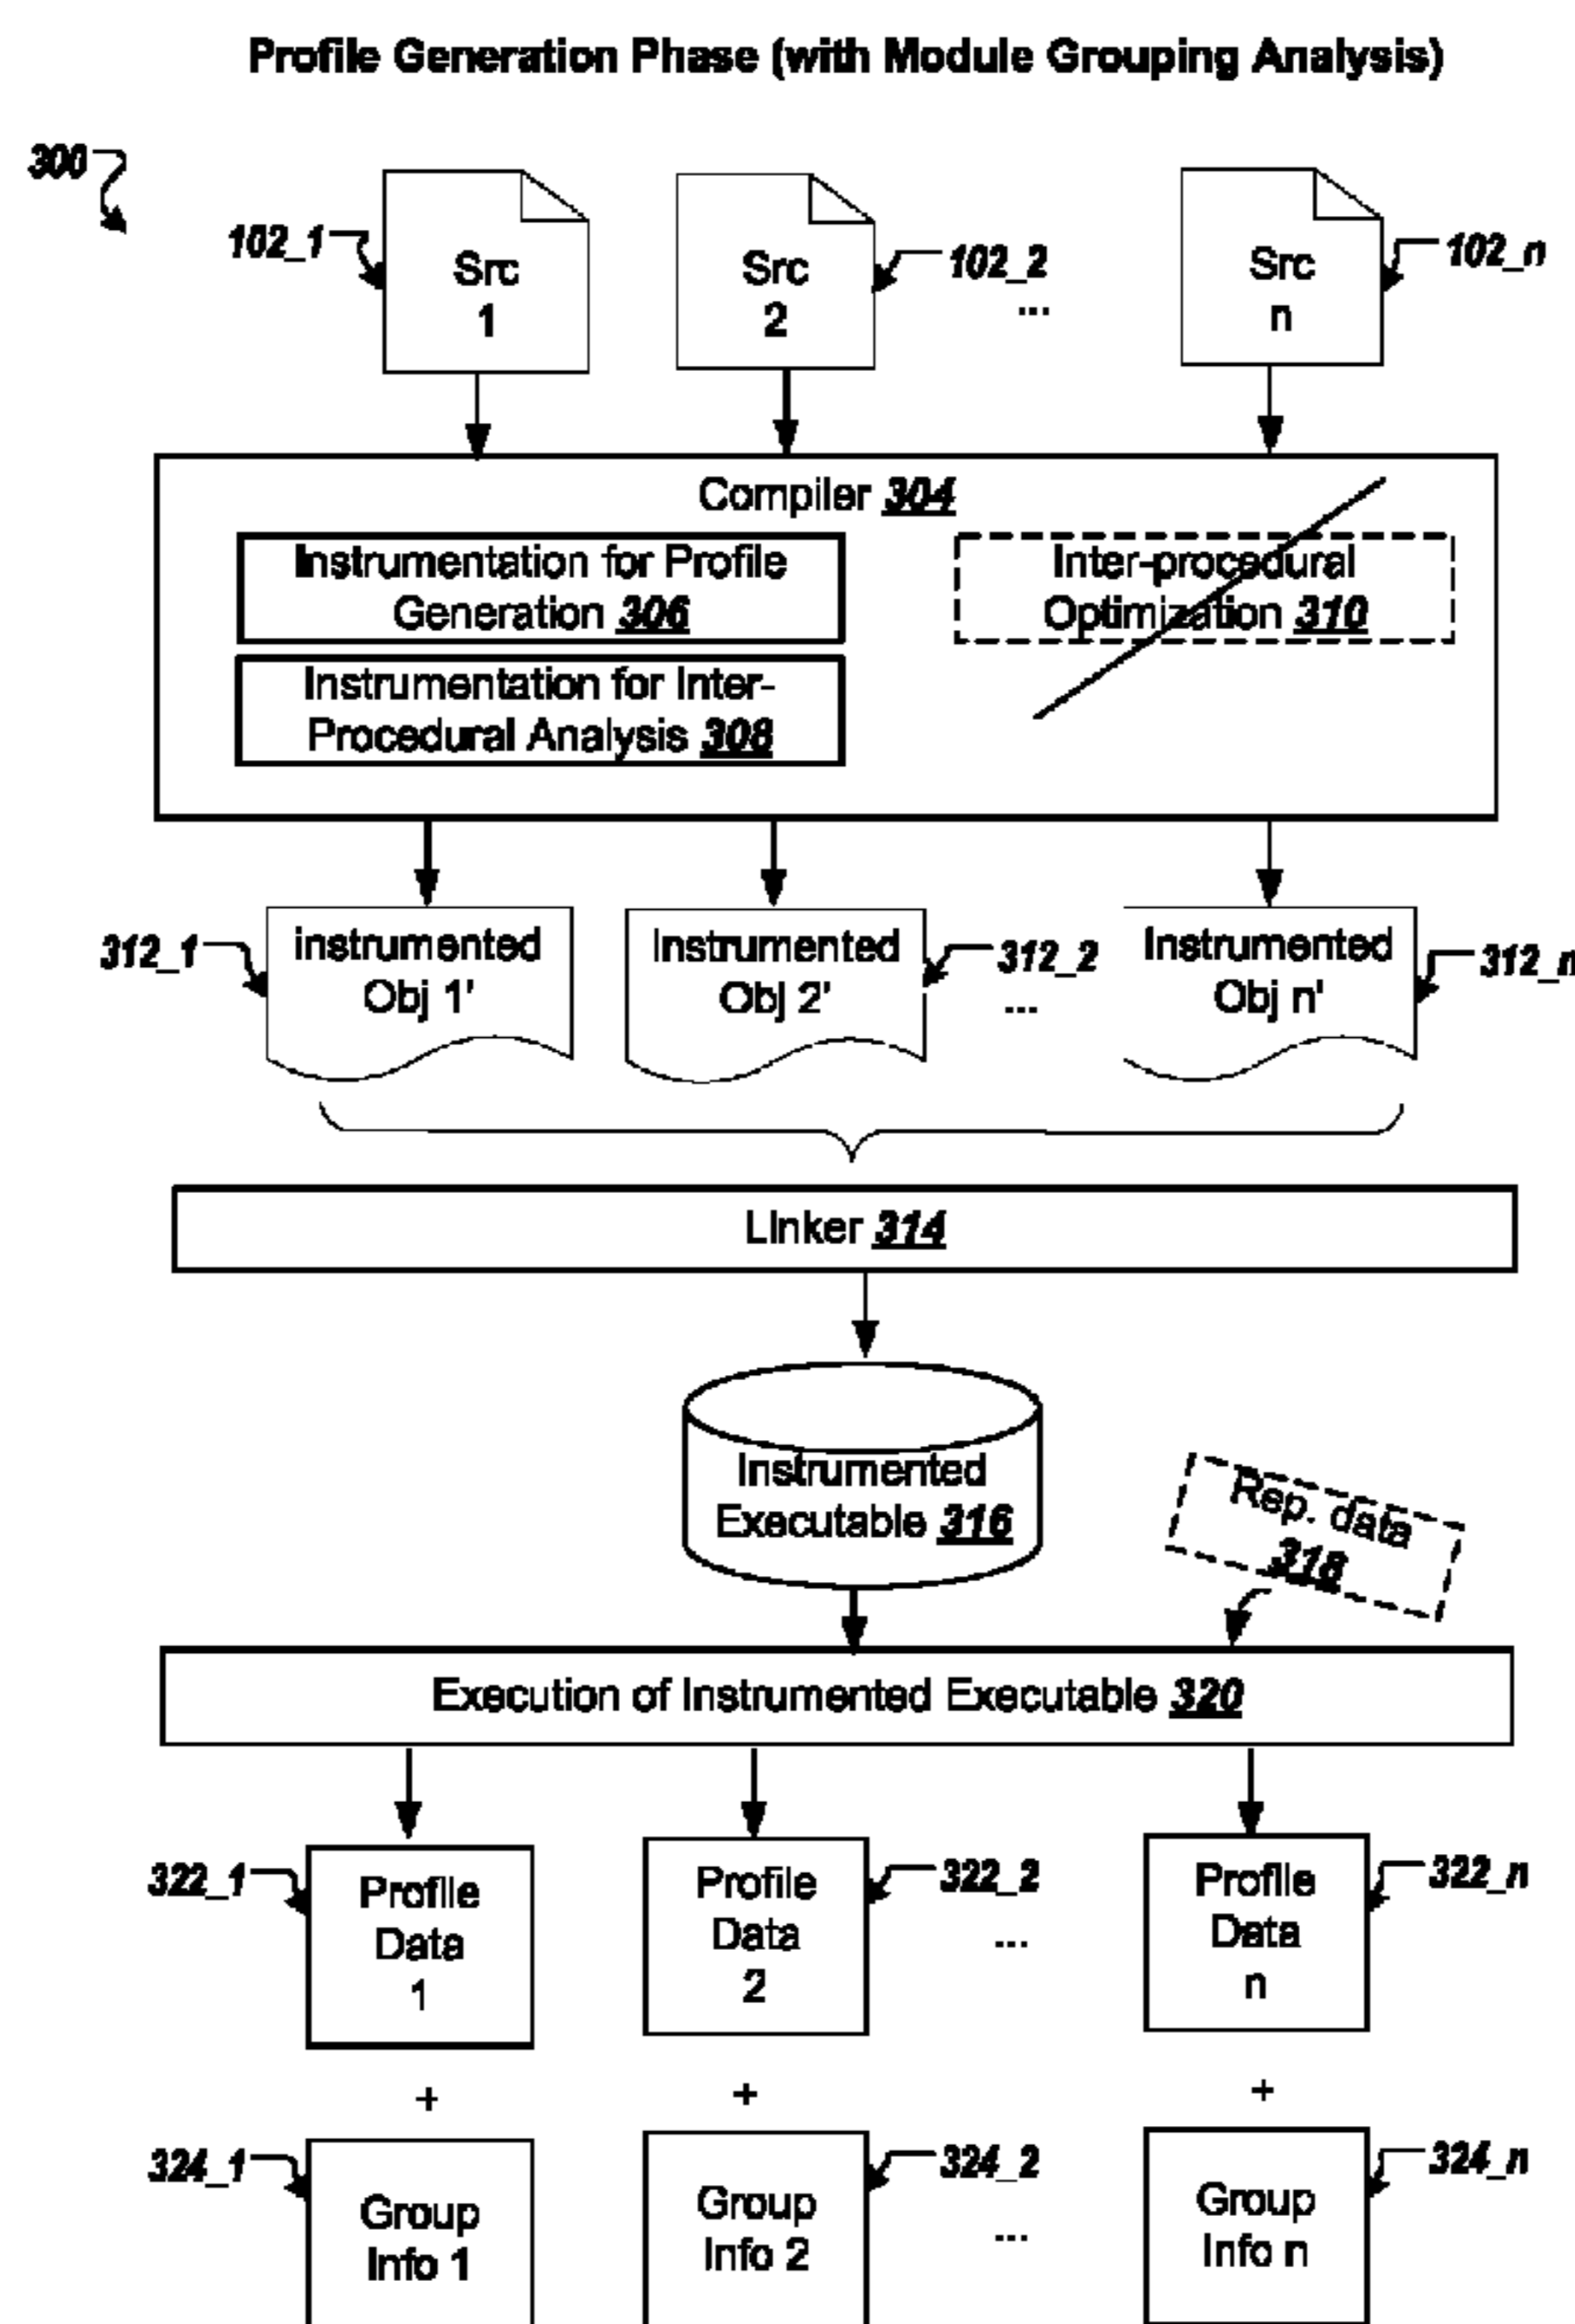 Profile Generation Phase (with Module Grouping Analysis)
300
102_1
Src
1
Src
2
102_2
...
Src
n
102_n
Compiler 304
Instrumentation for Profile
Generation 306
Inter-procedural
Optimization 310
Instrumentation for Inter-
Procedural Analysis 308
312_1
instrumented
Obj 1'
Instrumented
Obj 2'
312_2
...
Instrumented
Obj n'
312_n
Linker 314
Instrumented
Executable 316
Rep. data
318
Execution of Instrumented Executable 320
322_1
Profile
Data
1
Profile
Data
2
322_2
...
Profile
Data
n
322_n
+
+
+
324_1
Group
Info 1
Group
Info 2
324_2
...
Group
Info n
324_n